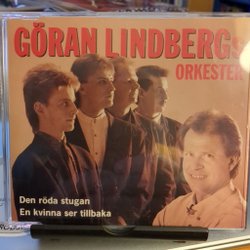 GÖRAN LINDBERGS
ORKESTER
Den röda stugan
En kvinna ser tillbaka